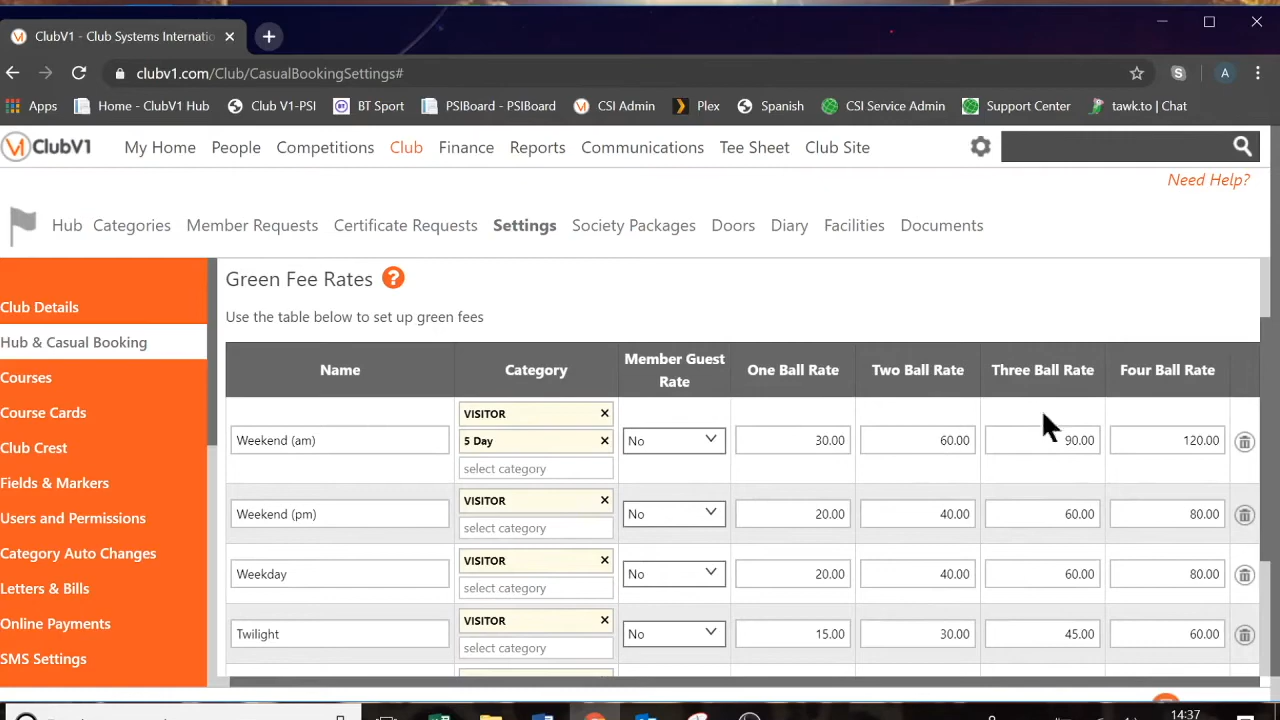 ClubV1 - Club Systems Internatio
clubv1.com/Club/CasualBookingSettings#
A
Apps Home - ClubV1 Hub Club V1-PSI BT Sport PSIBoard - PSIBoard CSI Admin Plex Spanish CSI Service Admin Support Center tawk.to | Chat
V1 ClubV1 My Home People Competitions Club Finance Reports Communications Tee Sheet Club Site
Need Help?
Hub Categories Member Requests Certificate Requests Settings Society Packages Doors Diary Facilities Documents
Club Details
Hub & Casual Booking
Courses
Course Cards
Club Crest
Fields & Markers
Users and Permissions
Category Auto Changes
Letters & Bills
Online Payments
SMS Settings
Green Fee Rates ?
Use the table below to set up green fees
Name Category Member Guest Rate One Ball Rate Two Ball Rate Three Ball Rate Four Ball Rate
VISITOR
Weekend (am) 5 Day No 30.00 60.00 90.00 120.00
select category
VISITOR
Weekend (pm) No 20.00 40.00 60.00 80.00
select category
VISITOR
Weekday No 20.00 40.00 60.00 80.00
select category
VISITOR
Twilight No 15.00 30.00 45.00 60.00
select category
14:37